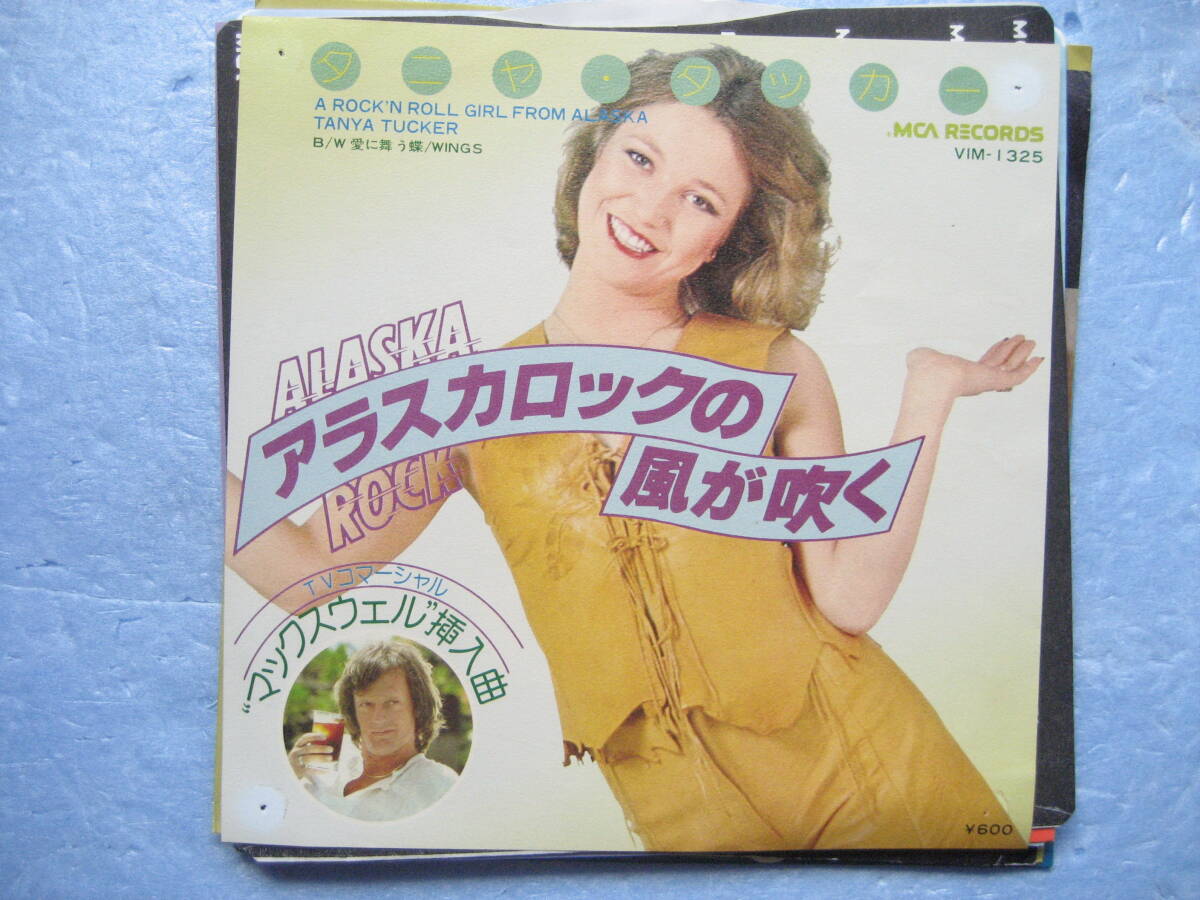 タニヤ・タッカー
A ROCK'N ROLL GIRL FROM ALASKA
TANYA TUCKER
B/W 愛に舞う蝶/WINGS
MCA RECORDS
VIM-1325
ALASKA
アラスカロックの
風が吹く
ROCK
TVコマーシャル
"マックスウェル"挿入曲
¥600